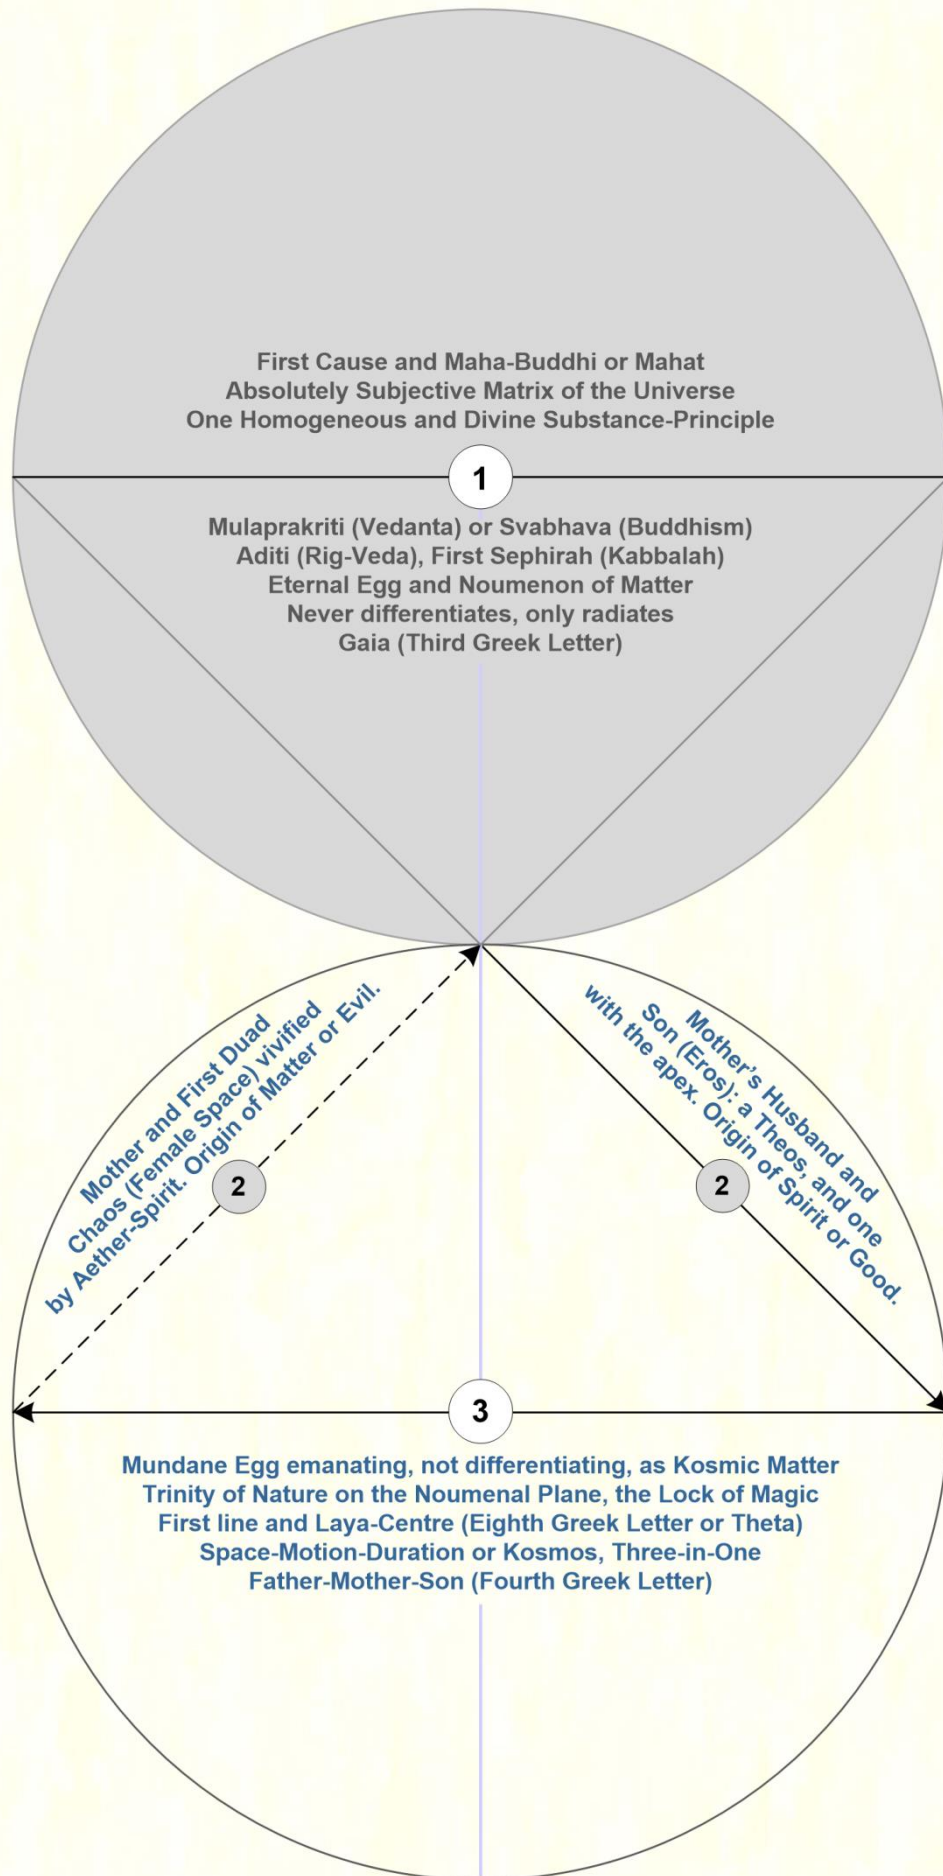 First Cause and Maha-Buddhi or Mahat
Absolutely Subjective Matrix of the Universe
One Homogeneous and Divine Substance-Principle
1
Mulaprakriti (Vedanta) or Svabhava (Buddhism)
Aditi (Rig-Veda), First Sephirah (Kabbalah)
Eternal Egg and Noumenon of Matter
Never differentiates, only radiates
Gaia (Third Greek Letter)
Mother and First Duad
Chaos (Female Space) vivified
by Aether-Spirit. Origin of Matter or Evil.
2
Mother’s Husband and
Son (Eros): a Theos, and one
with the apex. Origin of Spirit or Good.
2
3
Mundane Egg emanating, not differentiating, as Kosmic Matter
Trinity of Nature on the Noumenal Plane, the Lock of Magic
First line and Laya-Centre (Eighth Greek Letter or Theta)
Space-Motion-Duration or Kosmos, Three-in-One
Father-Mother-Son (Fourth Greek Letter)